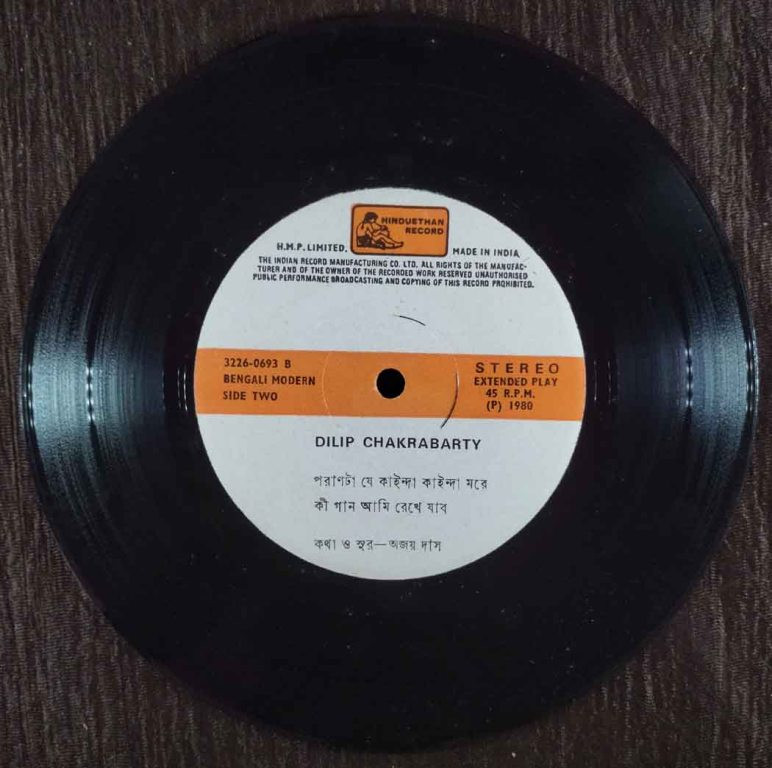 HINDUSTHAN
RECORD
H.M.P. LIMITED.
MADE IN INDIA
THE INDIAN RECORD MANUFACTURING CO. LTD. ALL RIGHTS OF THE MANUFAC-
TURER AND OF THE OWNER OF THE RECORDED WORK RESERVED UNAUTHORISED
PUBLIC PERFORMANCE BROADCASTING AND COPYING OF THIS RECORD PROHIBITED.
3226-0693 B
BENGALI MODERN
SIDE TWO
STEREO
EXTENDED PLAY
45 R.P.M.
(P) 1980
DILIP CHAKRABARTY
পরাণটা যে কাইন্দা কাইন্দা মরে
কী গান আমি রেখে যাব
কথা ও সুর—অজয় দাস